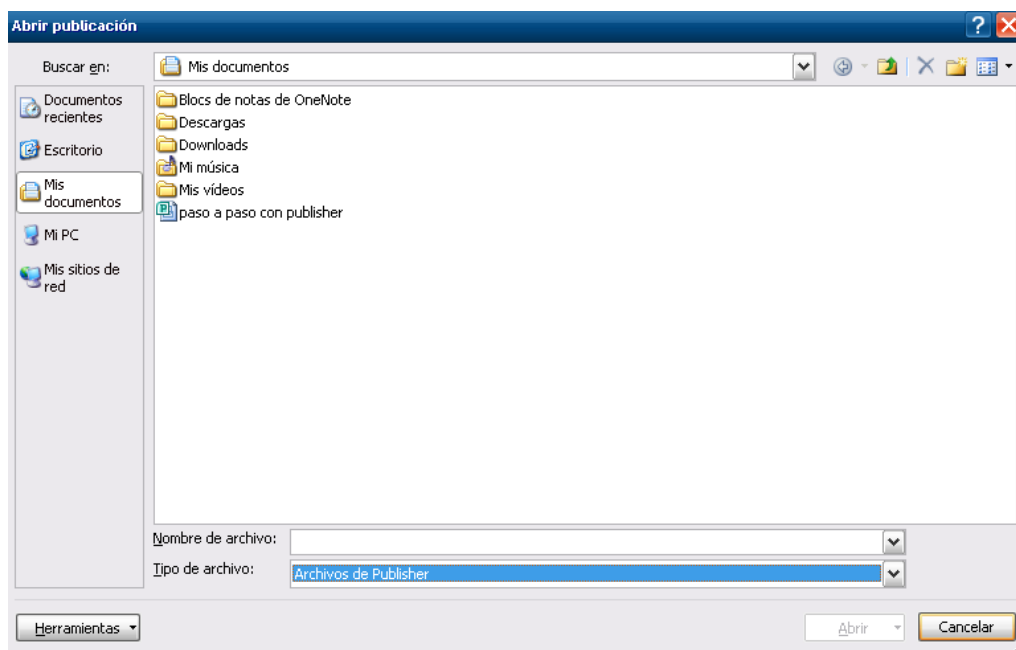 Abrir publicación
Buscar en:
Mis documentos
Documentos
recientes
Escritorio
Mis
documentos
Mi PC
Mis sitios de
red
Blocs de notas de OneNote
Descargas
Downloads
Mi música
Mis vídeos
paso a paso con publisher
Nombre de archivo:
Tipo de archivo:
Archivos de Publisher
Herramientas
Abrir
Cancelar